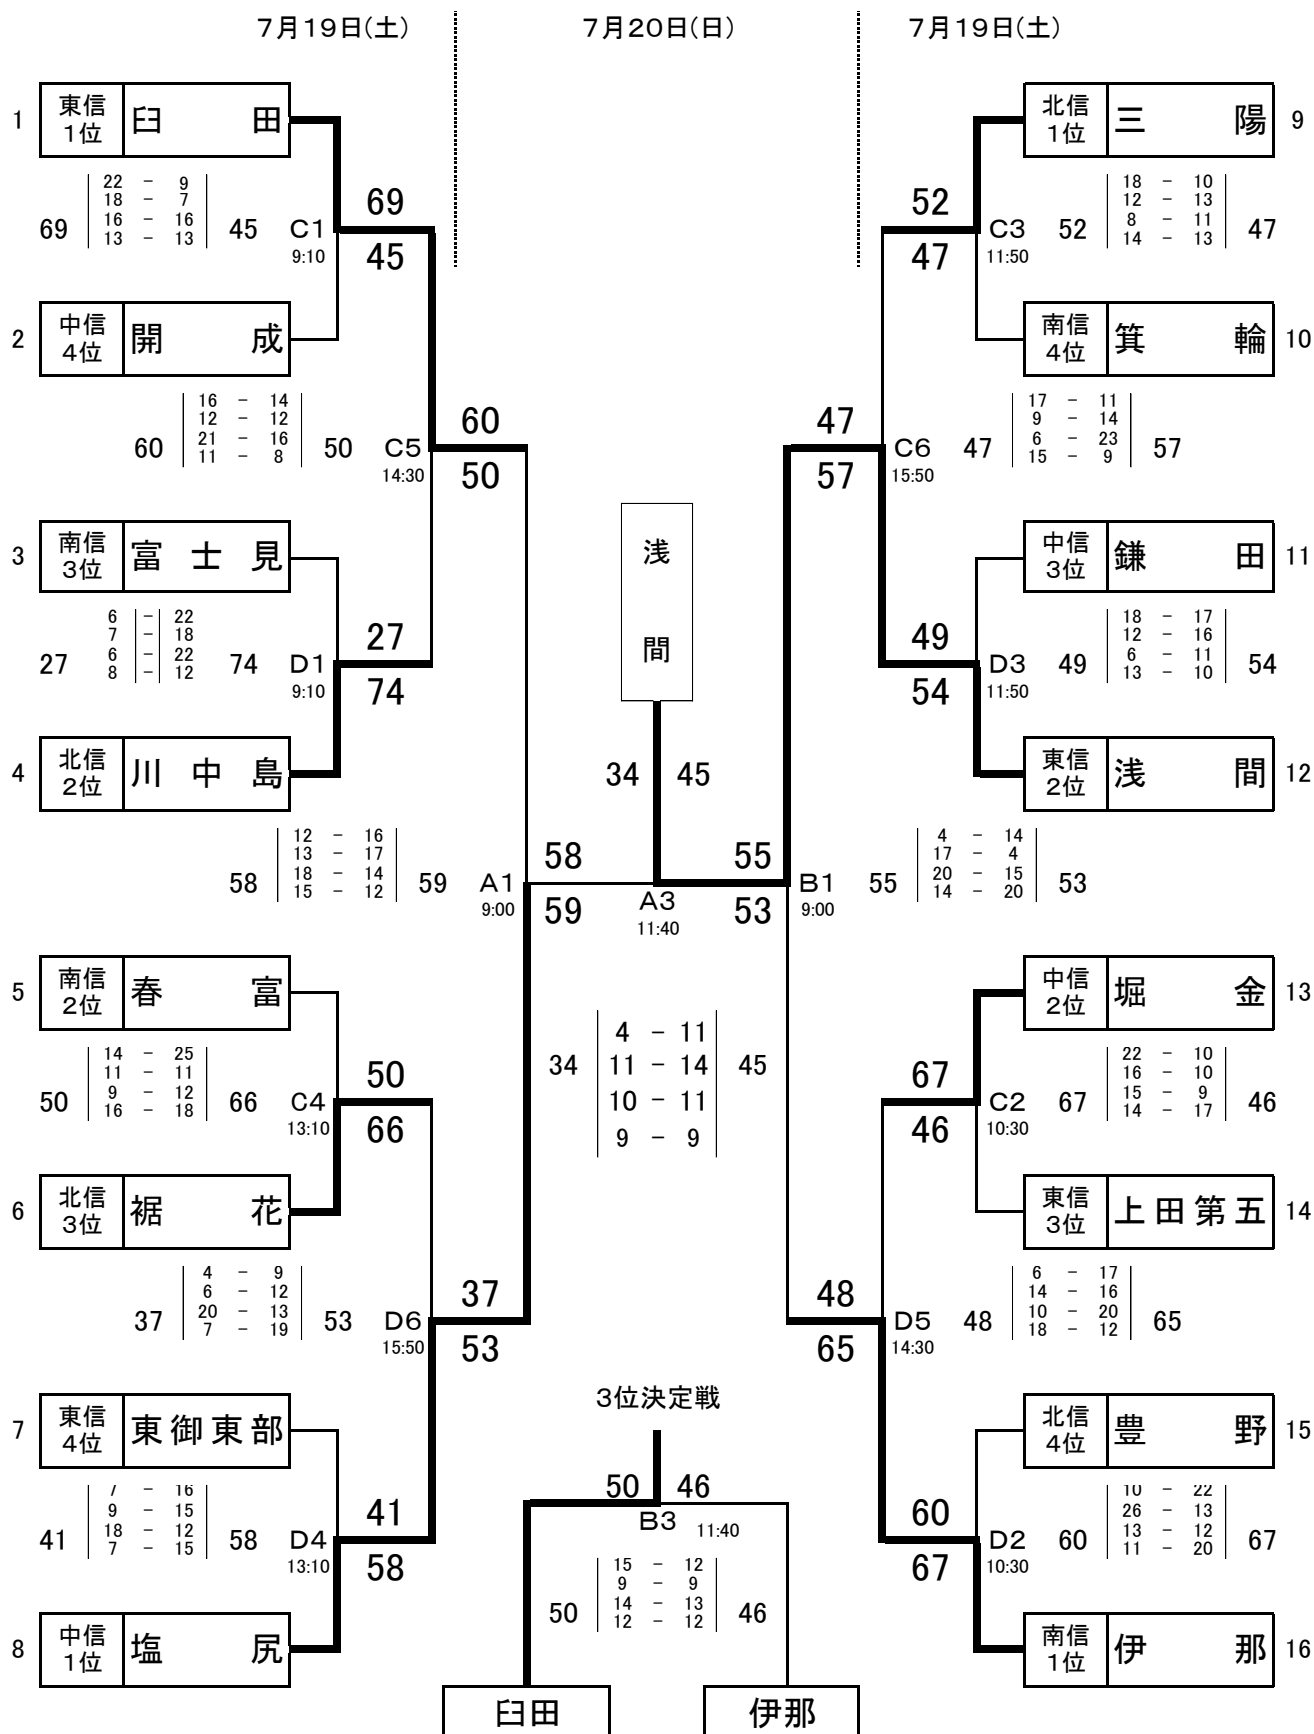 7月19日(土)
7月20日(日)
7月19日(土)
1 東信1位 臼田
22 - 9
18 - 7
16 - 16
13 - 13
69 45 C1 9:10
69
45
2 中信4位 開成
16 - 14
12 - 12
21 - 16
11 - 8
60 50 C5 14:30
60
50
3 南信3位 富士見
6 - 22
7 - 18
6 - 22
8 - 12
27 74 D1 9:10
27
74
4 北信2位 川中島
12 - 16
13 - 17
18 - 14
15 - 12
58 59 A1 9:00
58
59
5 南信2位 春富
14 - 25
11 - 11
9 - 12
16 - 18
50 66 C4 13:10
50
66
6 北信3位 裾花
4 - 9
6 - 12
20 - 13
7 - 19
37 53 D6 15:50
37
53
7 東信4位 東御東部
7 - 16
9 - 15
18 - 12
7 - 15
41 58 D4 13:10
41
58
8 中信1位 塩尻
浅間
34 45
A3
11:40
4 - 11
11 - 14
10 - 11
9 - 9
34 45
3位決定戦
50 46
B3 11:40
15 - 12
9 - 9
14 - 13
12 - 12
50 46
臼田
伊那
北信1位 三陽 9
18 - 10
12 - 13
8 - 11
14 - 13
52
47
C3 11:50 52 47
南信4位 箕輪 10
17 - 11
9 - 14
6 - 23
15 - 9
47
57
C6 15:50 47 57
中信3位 鎌田 11
18 - 17
12 - 16
6 - 11
13 - 10
49
54
D3 11:50 49 54
東信2位 浅間 12
4 - 14
17 - 4
20 - 15
14 - 20
55
53
B1 9:00 55 53
中信2位 堀金 13
22 - 10
16 - 10
15 - 9
14 - 17
67
46
C2 10:30 67 46
東信3位 上田第五 14
6 - 17
14 - 16
10 - 20
18 - 12
48
65
D5 14:30 48 65
北信4位 豊野 15
10 - 22
26 - 13
13 - 12
11 - 20
60
67
D2 10:30 60 67
南信1位 伊那 16